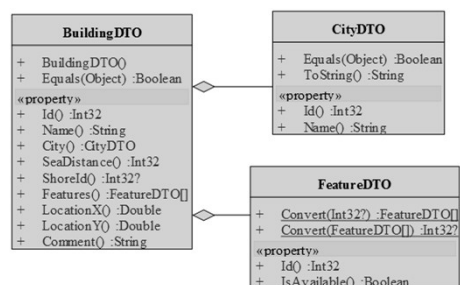 BuildingDTO
+ BuildingDTO()
+ Equals(Object) :Boolean
«property»
+ Id() :Int32
+ Name() :String
+ City() :CityDTO
+ SeaDistance() :Int32
+ ShoreId() :Int32?
+ Features() :FeatureDTO[]
+ LocationX() :Double
+ LocationY() :Double
+ Comment() :String
CityDTO
+ Equals(Object) :Boolean
+ ToString() :String
«property»
+ Id() :Int32
+ Name() :String
FeatureDTO
+ Convert(Int32?) :FeatureDTO[]
+ Convert(FeatureDTO[]) :Int32?
«property»
+ Id() :Int32
+ IsAvailable() :Boolean